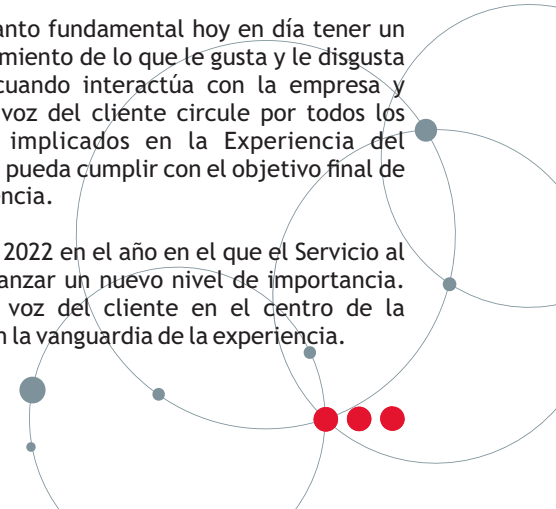 anto fundamental hoy en día tener un
miento de lo que le gusta y le disgusta
cuando interactúa con la empresa y
voz del cliente circule por todos los
implicados en la Experiencia del
pueda cumplir con el objetivo final de
encia.
2022 en el año en el que el Servicio al
anzar un nuevo nivel de importancia.
voz del cliente en el centro de la
n la vanguardia de la experiencia.